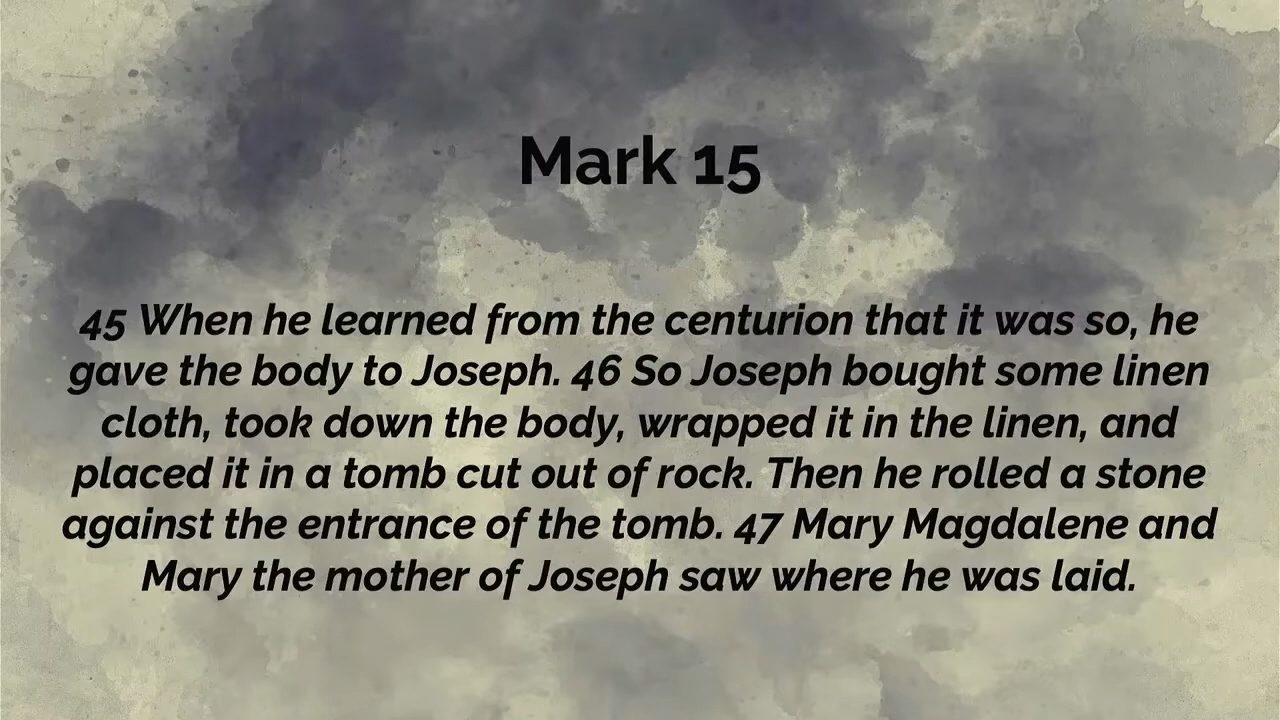 Mark 15
45 When he learned from the centurion that it was so, he
gave the body to Joseph. 46 So Joseph bought some linen
cloth, took down the body, wrapped it in the linen, and
placed it in a tomb cut out of rock. Then he rolled a stone
against the entrance of the tomb. 47 Mary Magdalene and
Mary the mother of Joseph saw where he was laid.